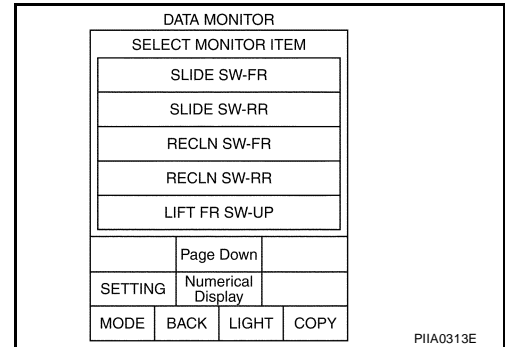 DATA MONITOR
SELECT MONITOR ITEM
SLIDE SW-FR
SLIDE SW-RR
RECLN SW-FR
RECLN SW-RR
LIFT FR SW-UP
Page Down
SETTING
Numerical
Display
MODE BACK LIGHT COPY
PIIA0313E